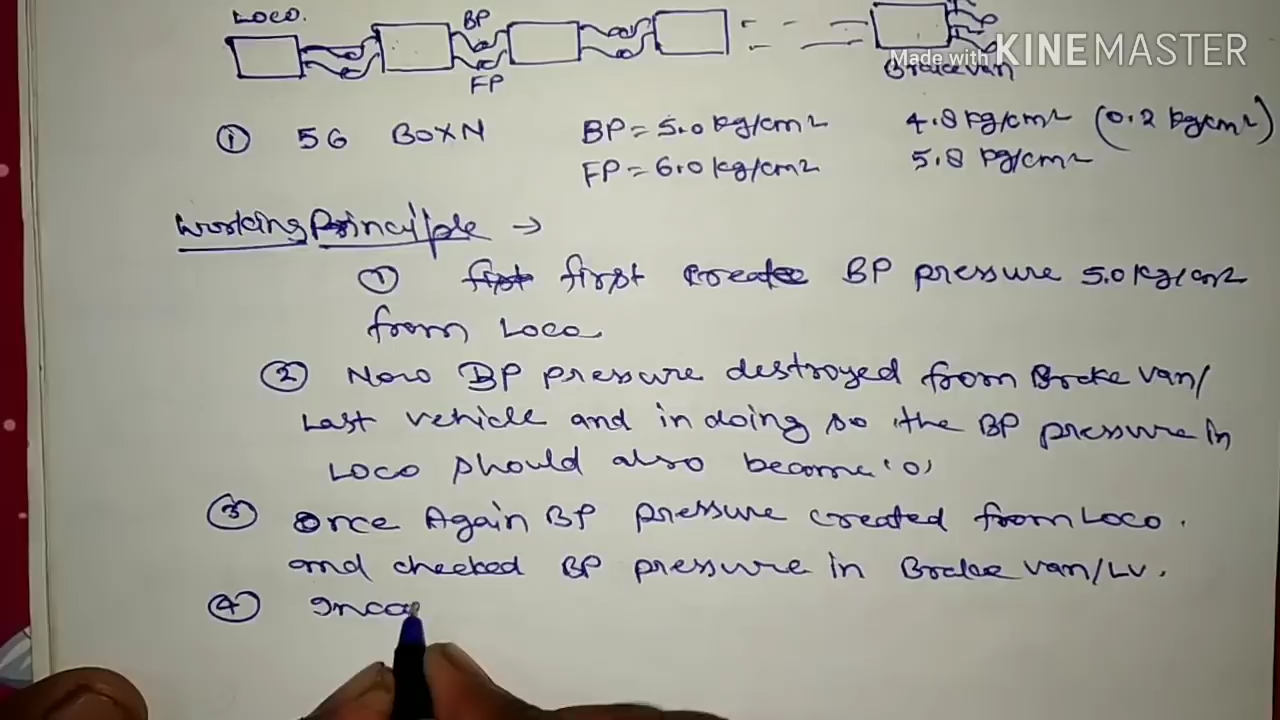 LOCO.
BP
FP
Brakevan
Made with KINEMASTER
① 56 BOXN BP = 5.0 kg/cm2 4.8 kg/cm2 (0.2 kgcm2)
FP = 6.0 kg/cm2 5.8 kg/cm2
Working Principle →
① first create BP pressure 5.0 kg/cm2
from Loco
② Now BP pressure destroyed from Brake van/
Last vehicle and in doing so the BP pressure in
LOCO should also become '0'
③ Once Again BP pressure created from Loco.
and checked BP pressure in Brake van/LV.
④ Inca